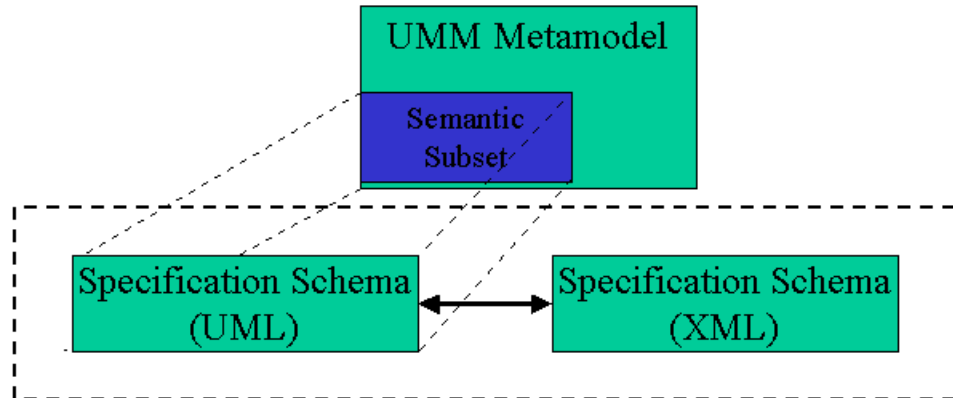 UMM Metamodel
Semantic
Subset
Specification Schema
(UML)
Specification Schema
(XML)